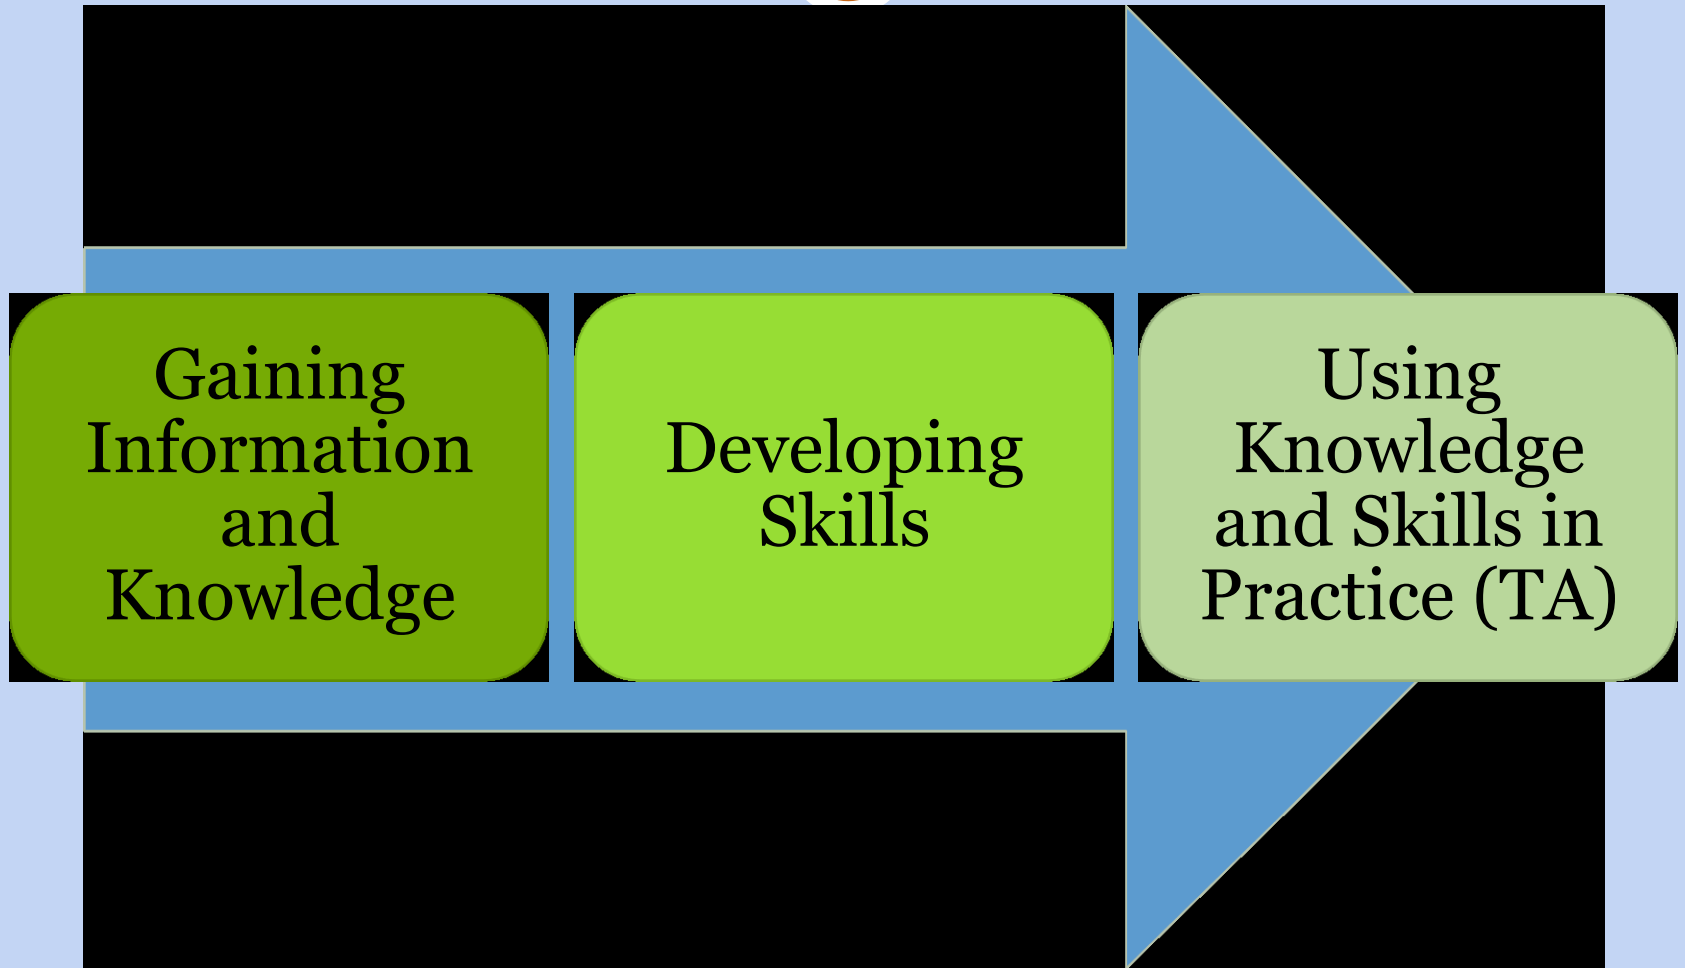 Gaining
Information
and
Knowledge
Developing
Skills
Using
Knowledge
and Skills in
Practice (TA)